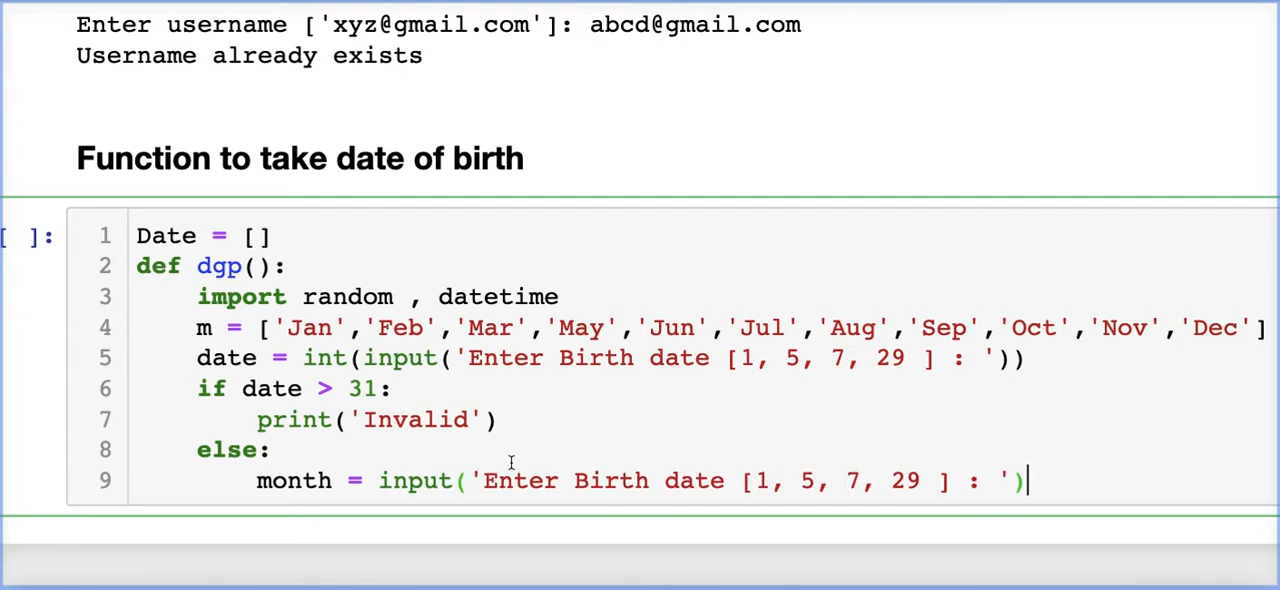 Enter username ['xyz@gmail.com']: abcd@gmail.com
Username already exists
Function to take date of birth
[ ]:
1 Date = []
2 def dgp():
3     import random , datetime
4     m = ['Jan','Feb','Mar','May','Jun','Jul','Aug','Sep','Oct','Nov','Dec']
5     date = int(input('Enter Birth date [1, 5, 7, 29 ] : '))
6     if date > 31:
7         print('Invalid')
8     else:
9         month = input('Enter Birth date [1, 5, 7, 29 ] : ')